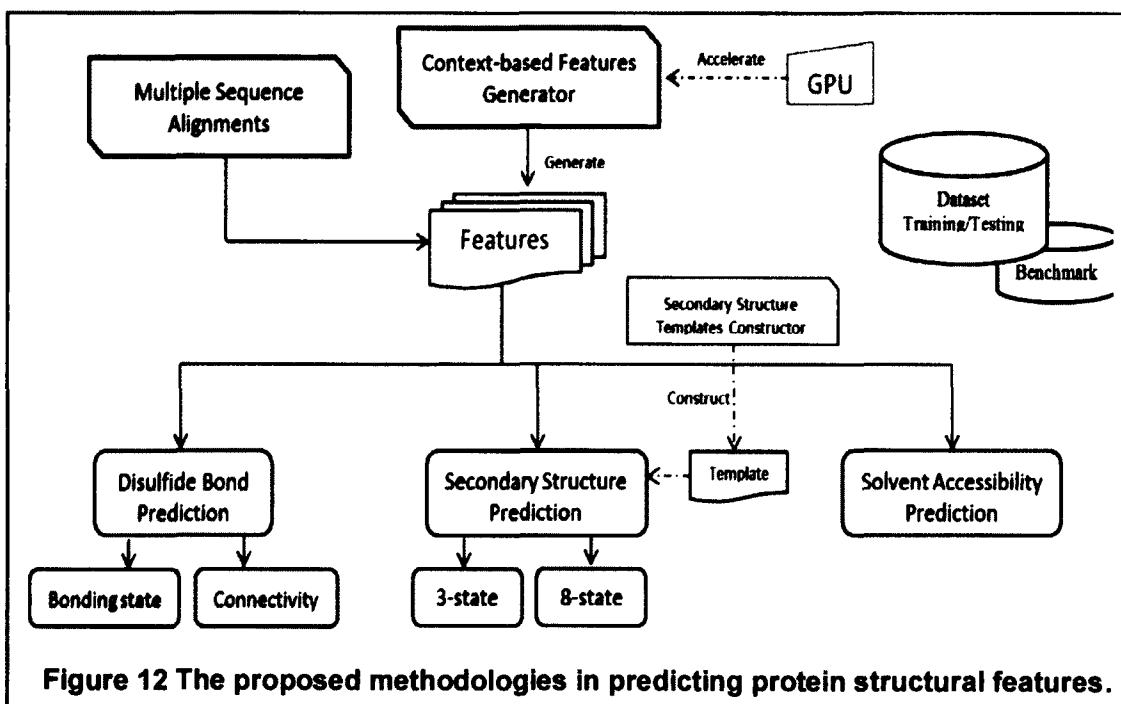 Multiple Sequence
Alignments
Context-based Features
Generator
Accelerate
GPU
Generate
Features
Dataset
Training/Testing
Benchmark
Secondary Structure
Templates Constructor
Construct
Disulfide Bond
Prediction
Secondary Structure
Prediction
Template
Solvent Accessibility
Prediction
Bonding state
Connectivity
3-state
8-state
Figure 12 The proposed methodologies in predicting protein structural features.